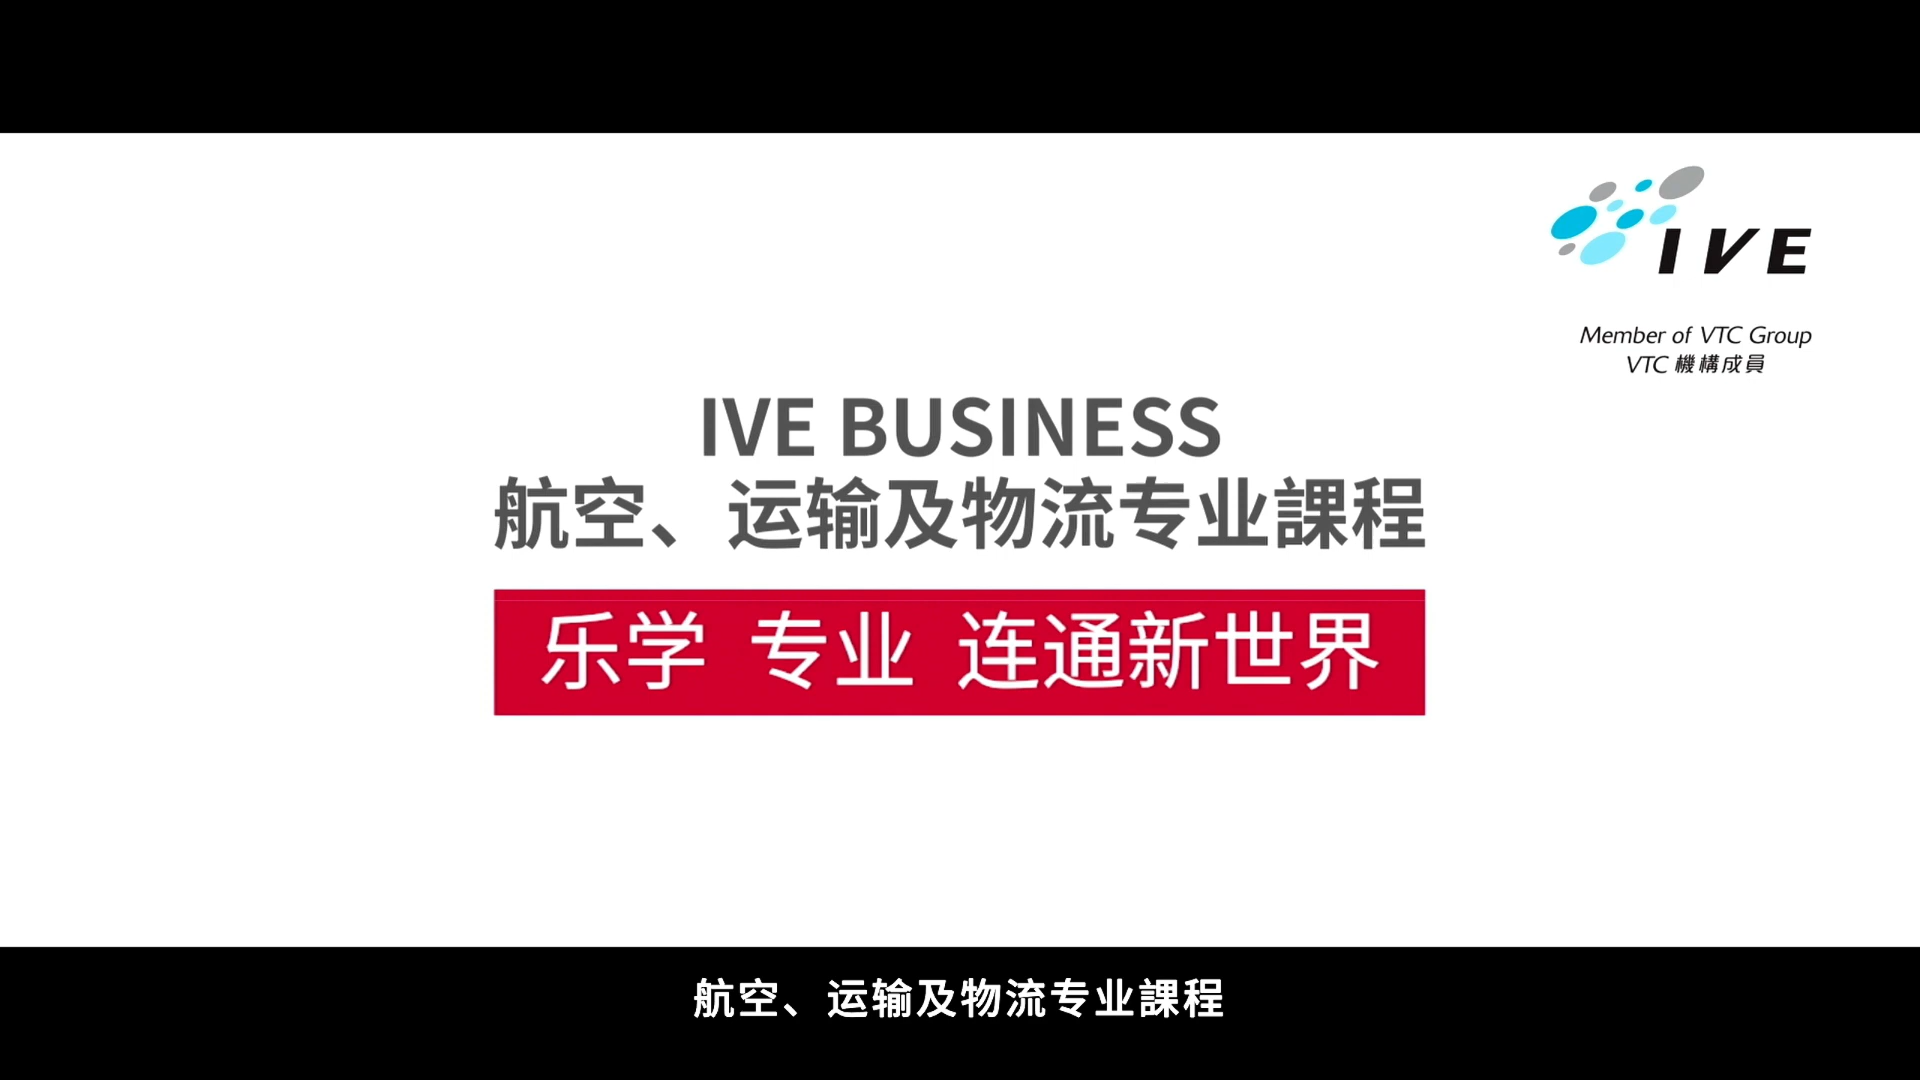 IVE
Member of VTC Group
VTC 機構成員
IVE BUSINESS
航空、运输及物流专业課程
乐学 专业 连通新世界
航空、运输及物流专业課程